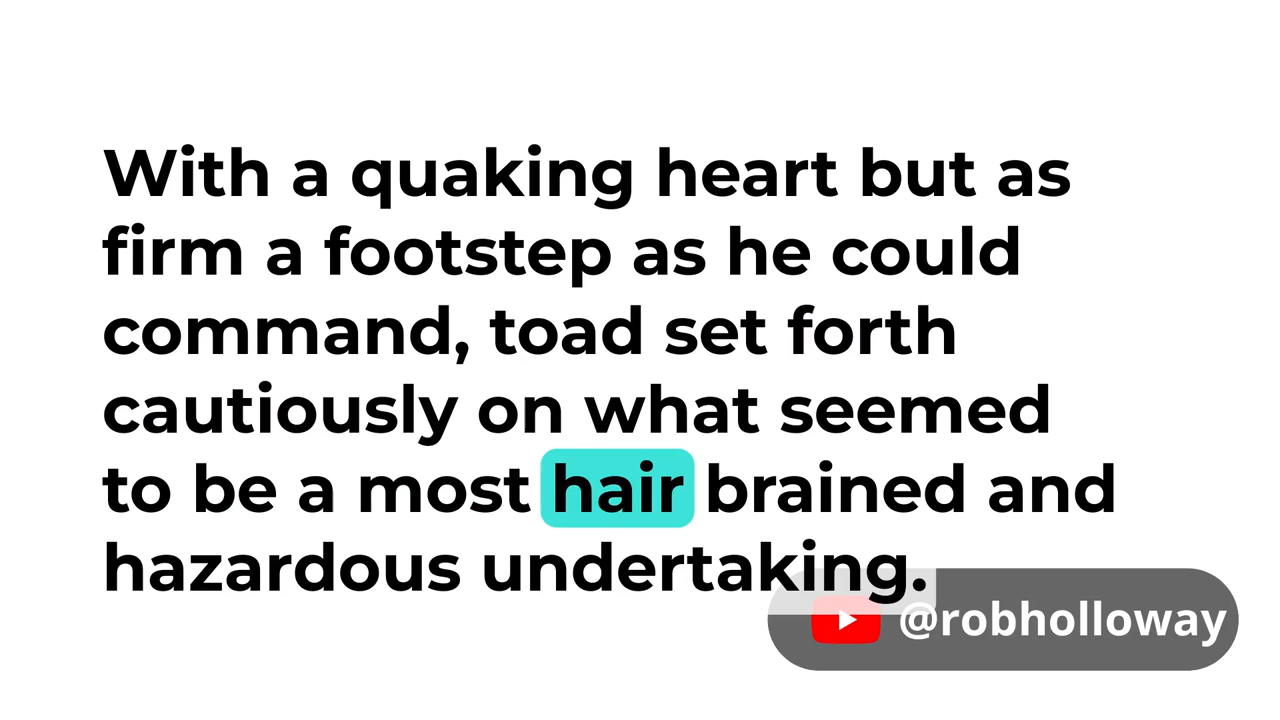 With a quaking heart but as
firm a footstep as he could
command, toad set forth
cautiously on what seemed
to be a most hair brained and
hazardous undertaking.
@robholloway